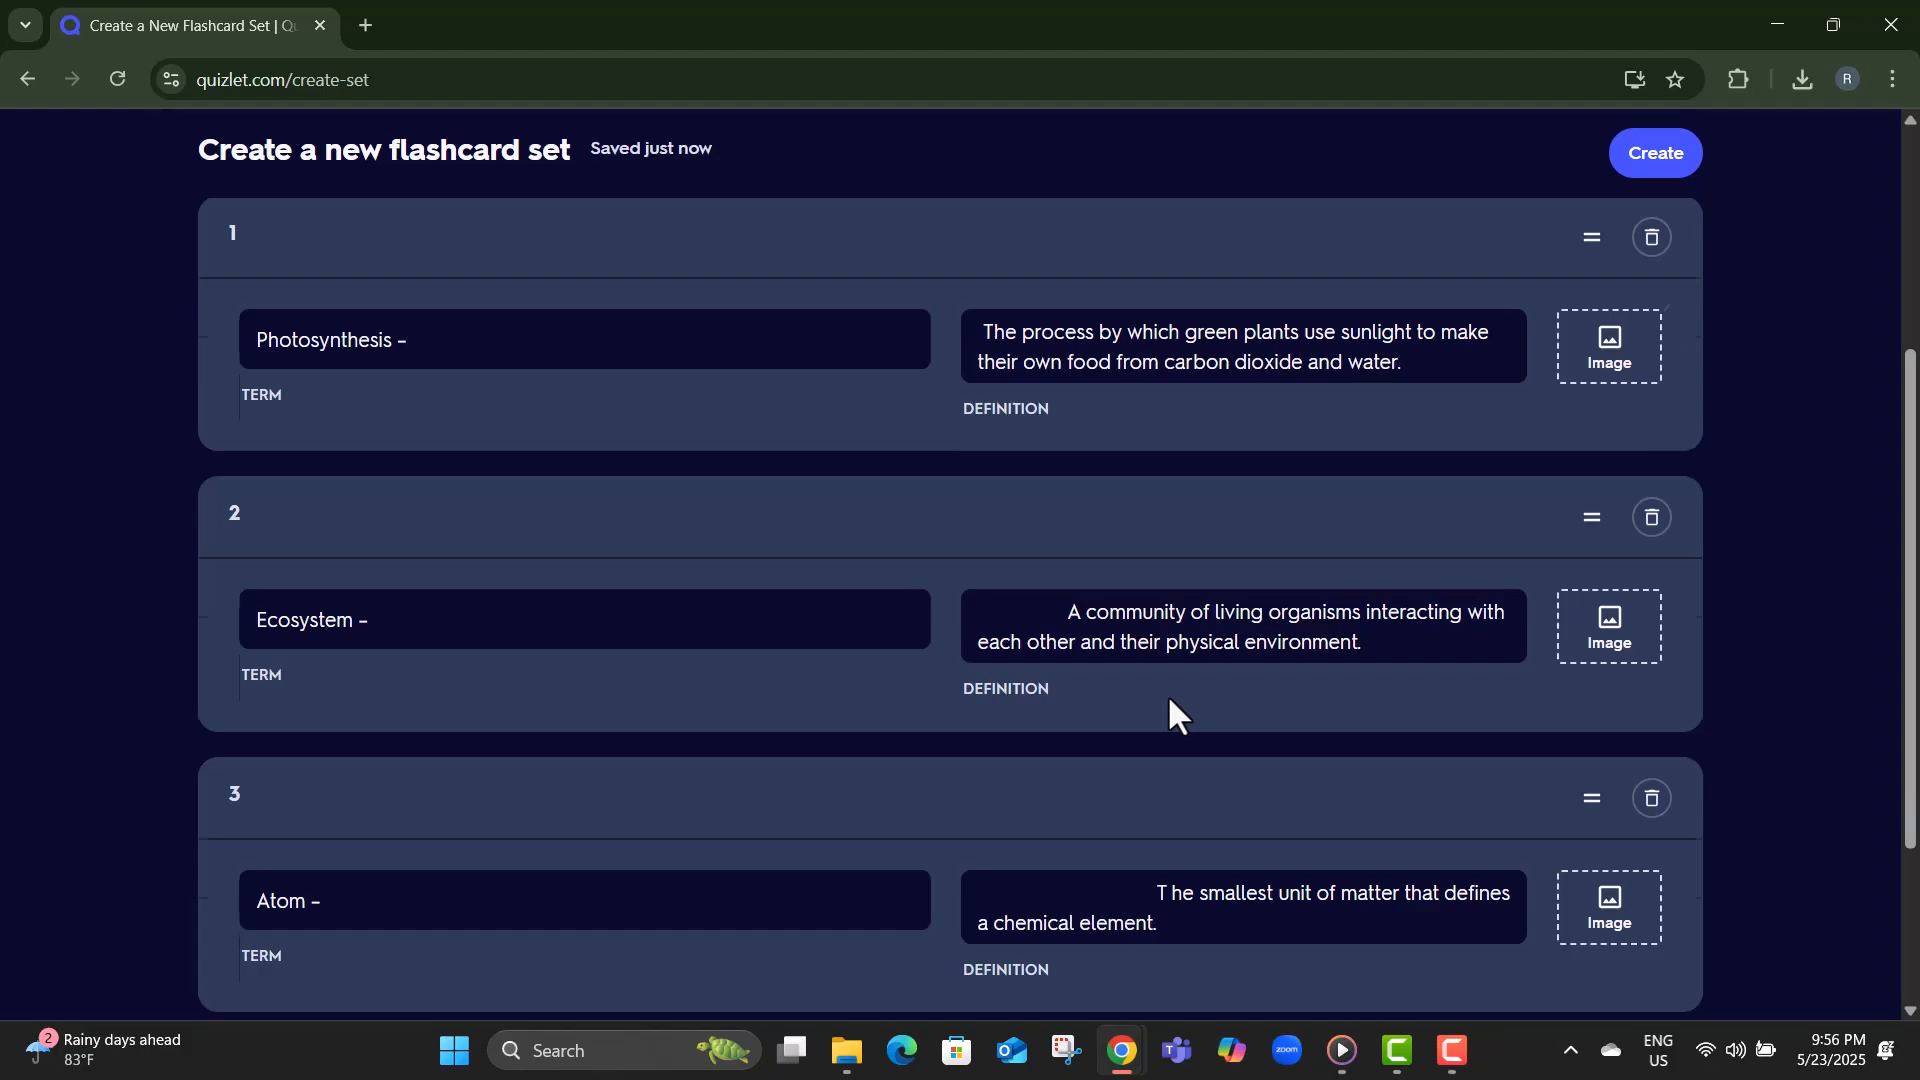 Create a New Flashcard Set | Qu
quizlet.com/create-set
R
Create a new flashcard set Saved just now
Create
1
Photosynthesis –
The process by which green plants use sunlight to make
their own food from carbon dioxide and water.
Image
TERM
DEFINITION
2
Ecosystem –
A community of living organisms interacting with
each other and their physical environment.
Image
TERM
DEFINITION
3
Atom –
T he smallest unit of matter that defines
a chemical element.
Image
TERM
DEFINITION
2
Rainy days ahead
83°F
Search
zoom
ENG
US
9:56 PM
5/23/2025